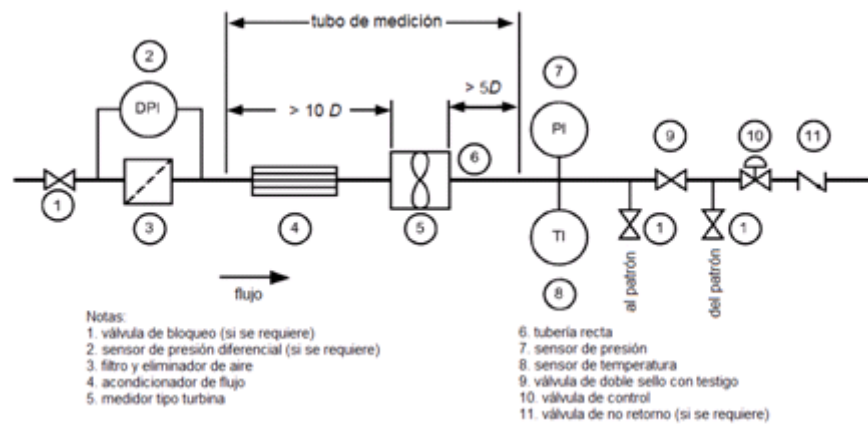 tubo de medición
2
7
> 5D
DPI
> 10 D
PI
9
10
11
6
1
3
4
5
TI
1
1
flujo
8
al patrón
del patrón
Notas:
1. válvula de bloqueo (si se requiere)
2. sensor de presión diferencial (si se requiere)
3. filtro y eliminador de aire
4. acondicionador de flujo
5. medidor tipo turbina
6. tubería recta
7. sensor de presión
8. sensor de temperatura
9. válvula de doble sello con testigo
10. válvula de control
11. válvula de no retorno (si se requiere)